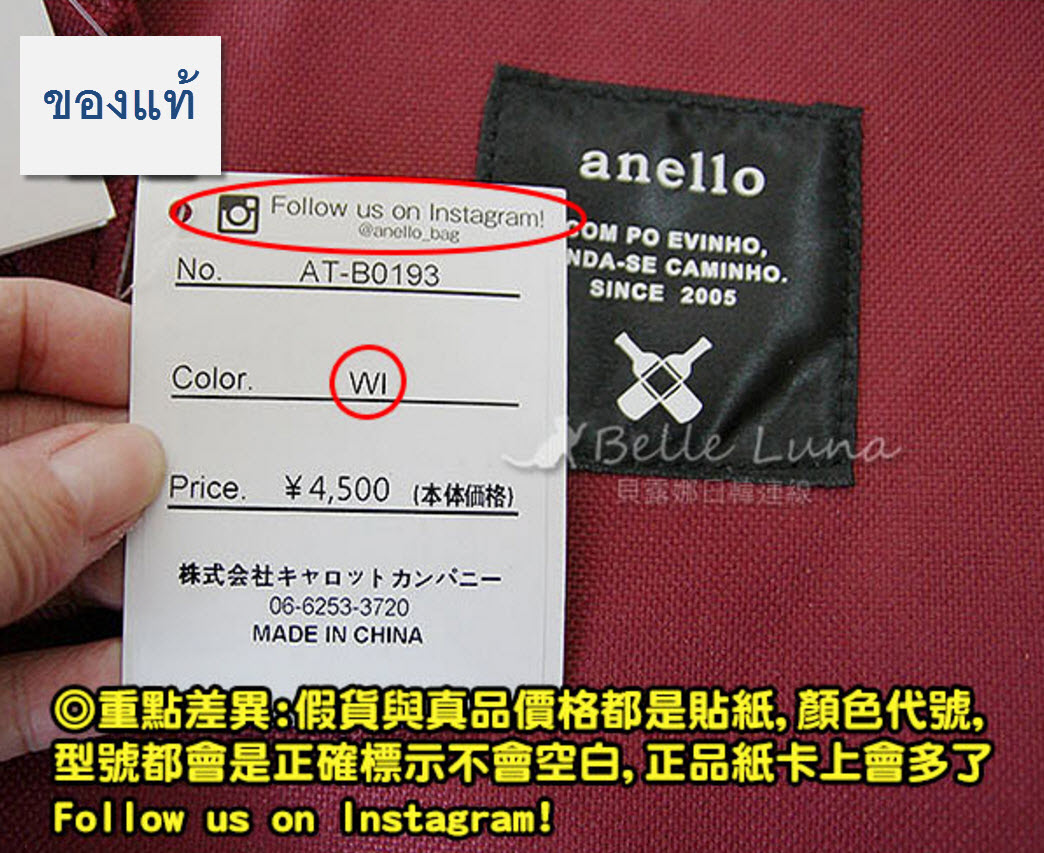 ของแท้
anello
COM PO EVINHO,
NDA-SE CAMINHO.
SINCE 2005
Follow us on Instagram!
@anello_bag
No. AT-B0193
Color. WI
Price. ¥4,500 (本体価格)
株式会社キャロットカンパニー
06-6253-3720
MADE IN CHINA
Belle Luna
貝露娜日韓連線
◎重點差異:假貨與真品價格都是貼紙,顏色代號,
型號都會是正確標示不會空白,正品紙卡上會多了
Follow us on Instagram!